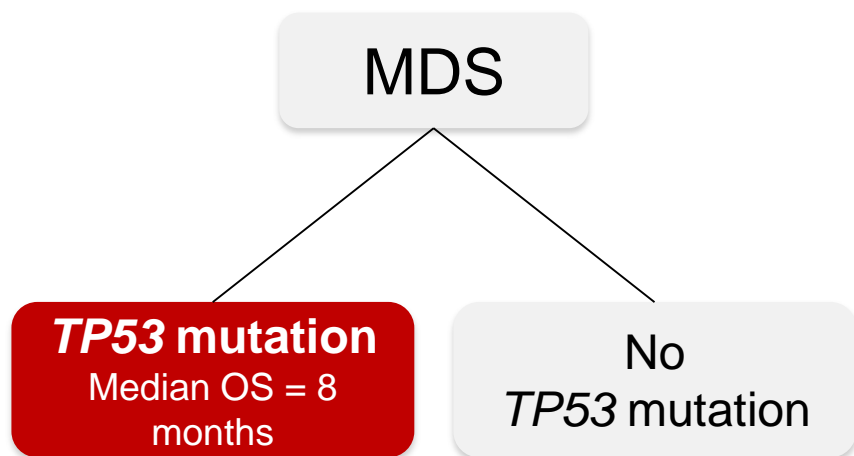 MDS
TP53 mutation
Median OS = 8
months
No
TP53 mutation